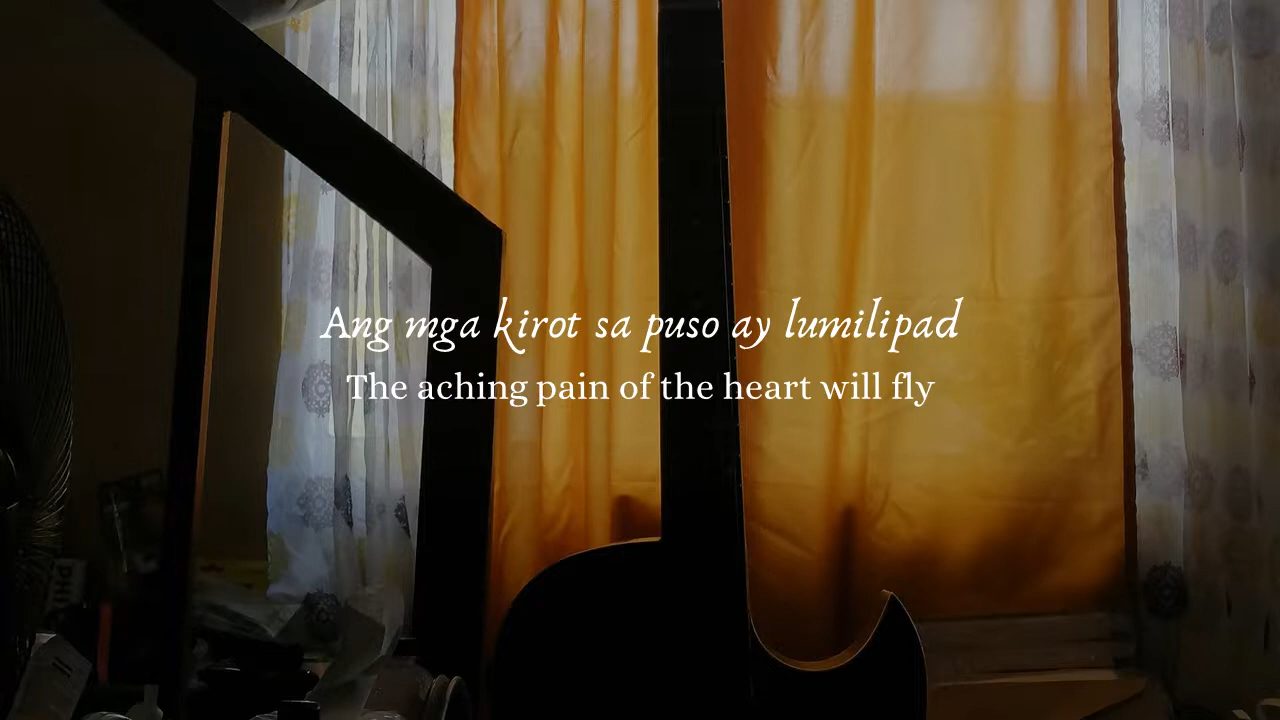 Ang mga kirot sa puso ay lumilipad
The aching pain of the heart will fly